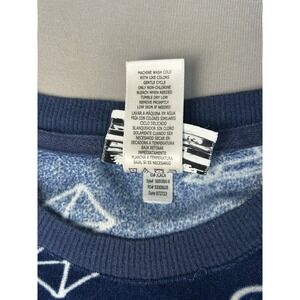 MACHINE WASH COLD
WITH LIKE COLORS
GENTLE CYCLE
ONLY NON-CHLORINE
BLEACH WHEN NEEDED
TUMBLE DRY LOW
REMOVE PROMPTLY
LOW IRON IF NEEDED
LAVAR A MÁQUINA EN AGUA
FRÍA CON COLORES SIMILARES
CICLO DELICADO
BLANQUEADOR SIN CLORO
SOLAMENTE CUANDO SEA
NECESARIO SECAR EN
SECADORA A TEMPERATURA
BAJA RETIRAR
INMEDIATAMENTE
PLANCHA A TEMPERATURA
BAJA, SI ES NECESARIO